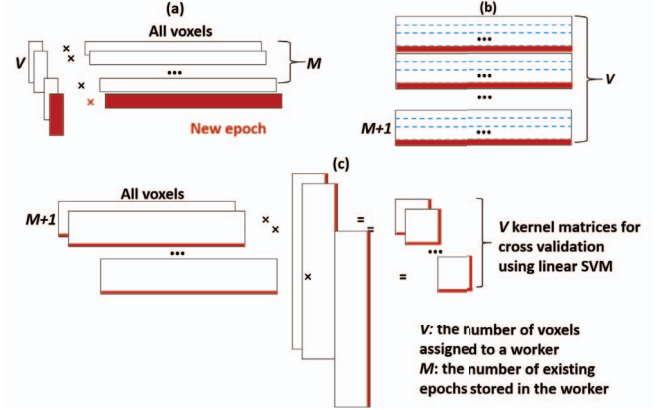 (a)
All voxels
V
×
×
•••
×
M
×
New epoch
(b)
•••
•••
•••
M+1
•••
V
(c)
All voxels
M+1
×
×
•••
×
=
=
•••
=
V kernel matrices for
cross validation
using linear SVM
V: the number of voxels
assigned to a worker
M: the number of existing
epochs stored in the worker